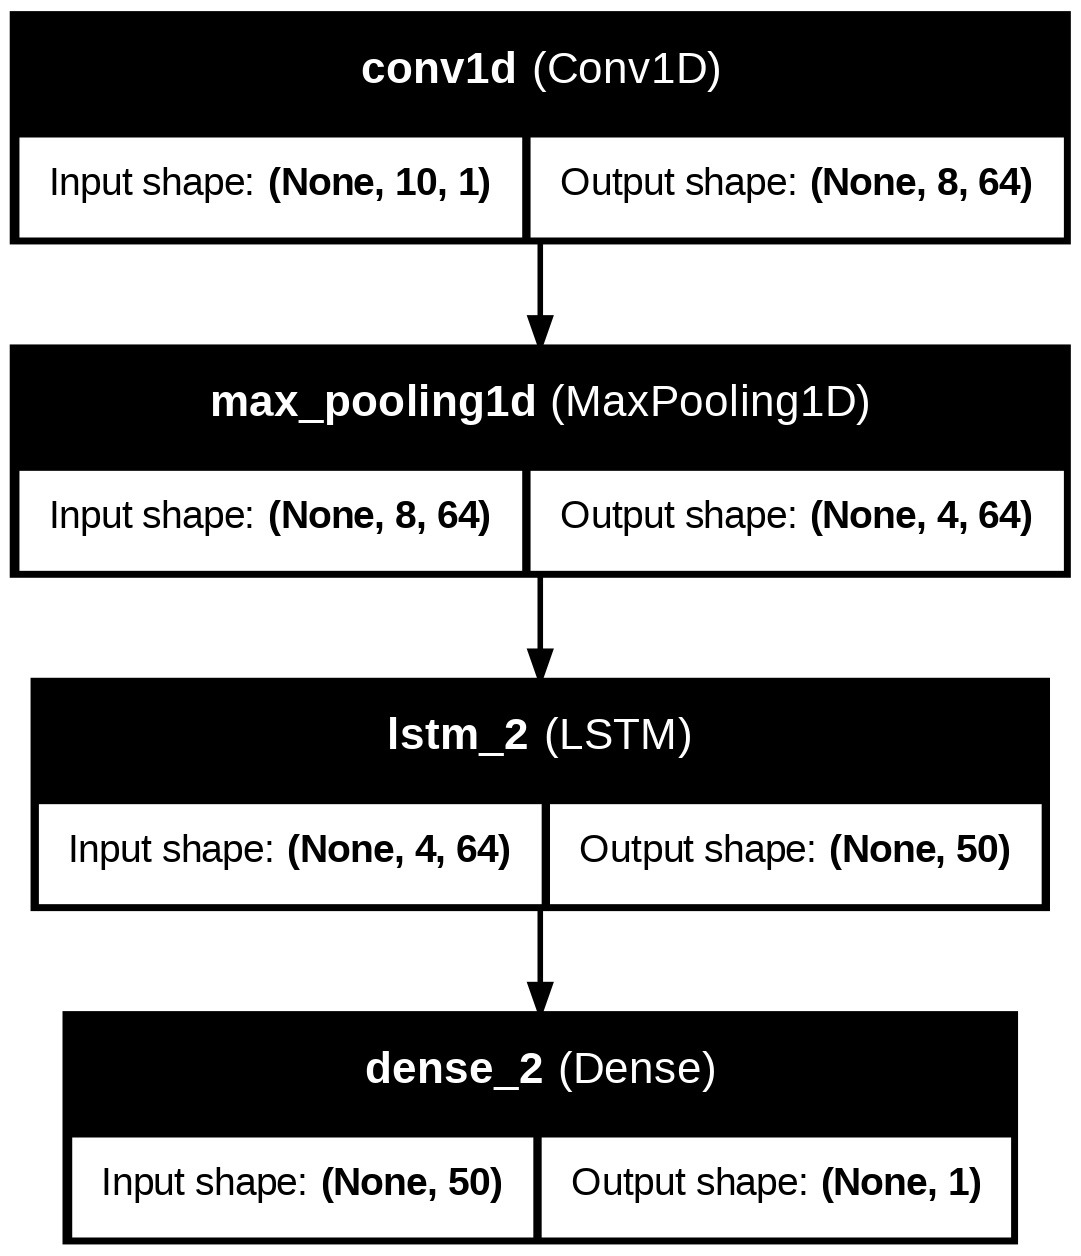 conv1d (Conv1D)
Input shape: (None, 10, 1) Output shape: (None, 8, 64)
max_pooling1d (MaxPooling1D)
Input shape: (None, 8, 64) Output shape: (None, 4, 64)
lstm_2 (LSTM)
Input shape: (None, 4, 64) Output shape: (None, 50)
dense_2 (Dense)
Input shape: (None, 50) Output shape: (None, 1)